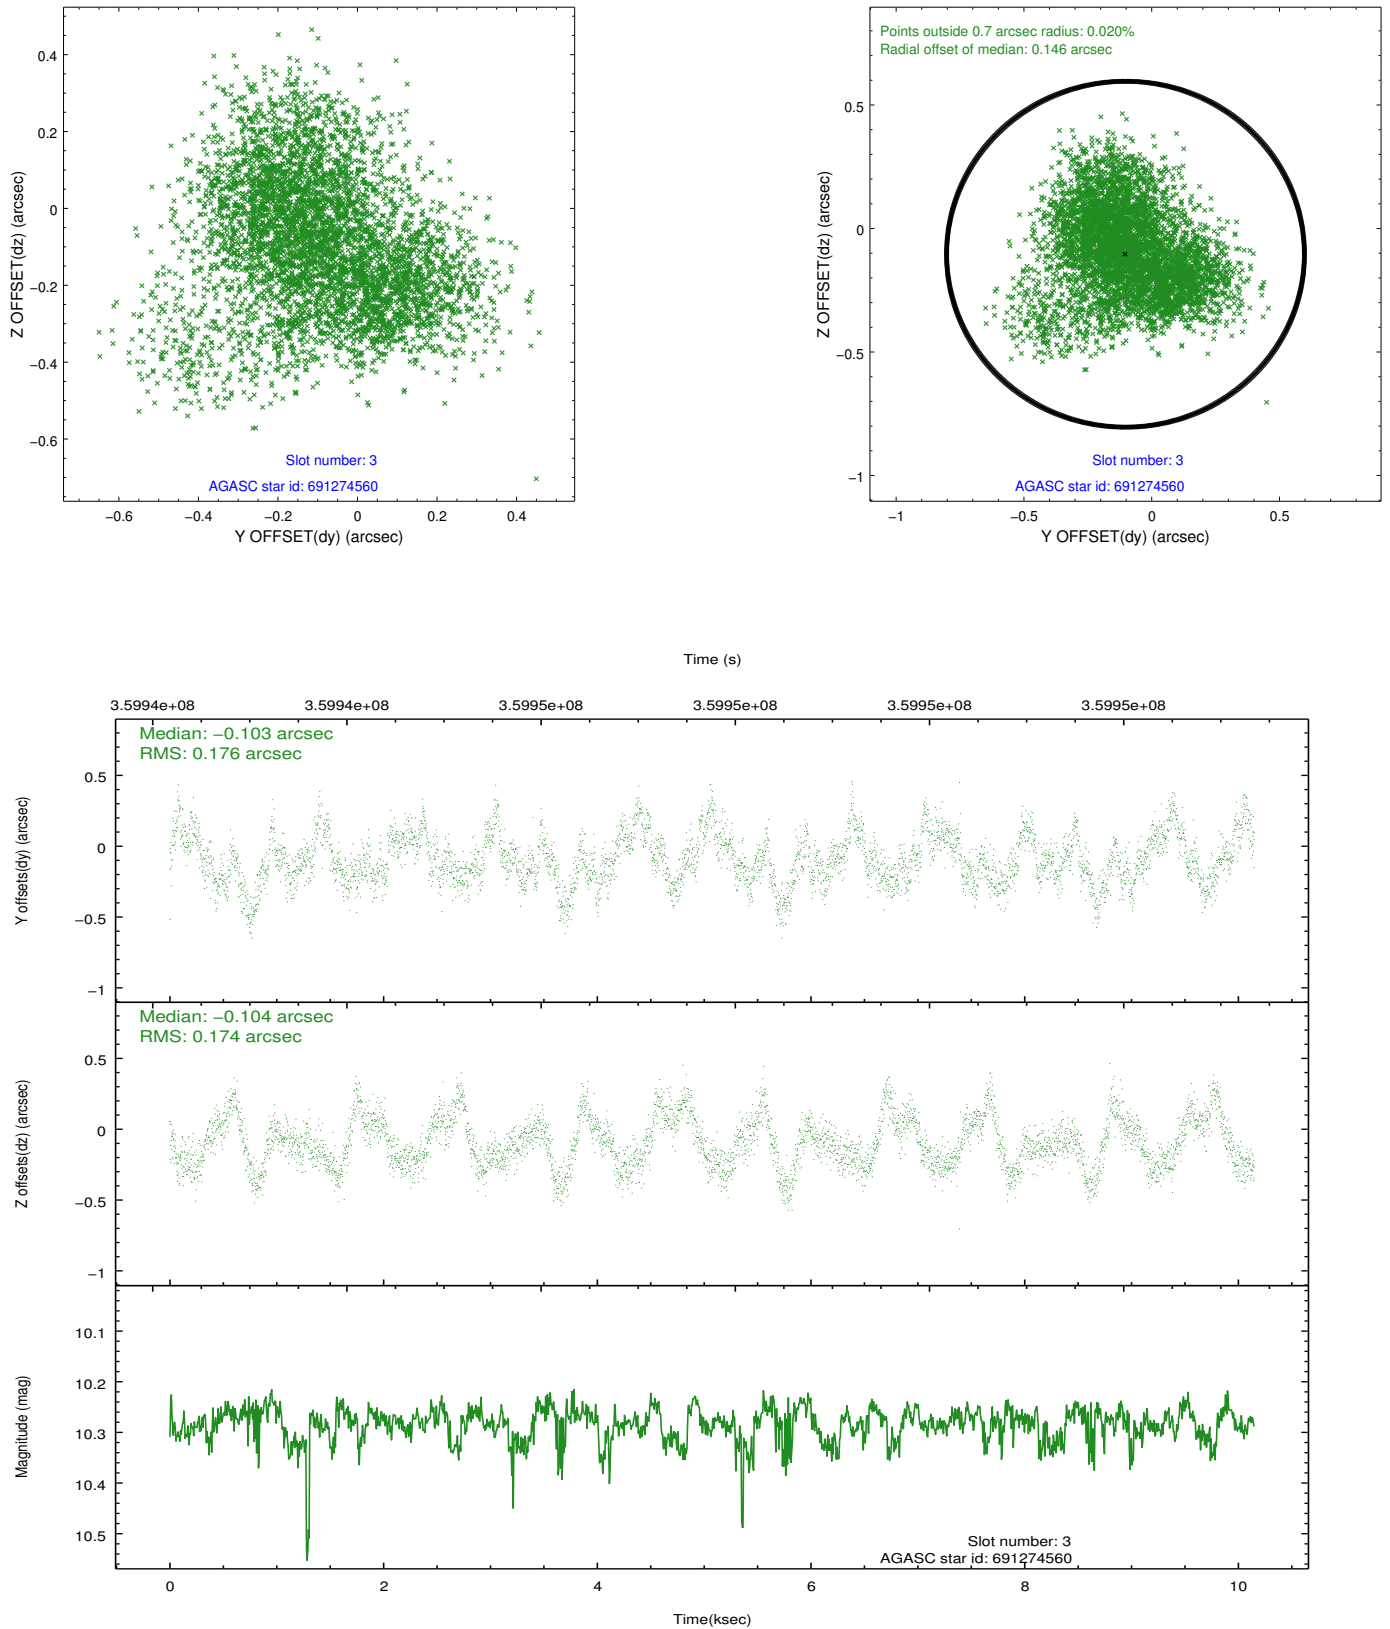 0.4
0.2
0
−0.2
−0.4
−0.6
Z OFFSET(dz) (arcsec)
Slot number: 3
AGASC star id: 691274560
−0.6 −0.4 −0.2 0 0.2 0.4
Y OFFSET(dy) (arcsec)
Points outside 0.7 arcsec radius: 0.020%
Radial offset of median: 0.146 arcsec
0.5
0
−0.5
−1
Z OFFSET(dz) (arcsec)
Slot number: 3
AGASC star id: 691274560
−1 −0.5 0 0.5
Y OFFSET(dy) (arcsec)
Time (s)
3.5994e+08 3.5994e+08 3.5995e+08 3.5995e+08 3.5995e+08 3.5995e+08
Median: −0.103 arcsec
RMS: 0.176 arcsec
0.5
0
−0.5
−1
Y offsets(dy) (arcsec)
Median: −0.104 arcsec
RMS: 0.174 arcsec
0.5
0
−0.5
−1
Z offsets(dz) (arcsec)
10.1
10.2
10.3
10.4
10.5
Magnitude (mag)
Slot number: 3
AGASC star id: 691274560
0 2 4 6 8 10
Time(ksec)